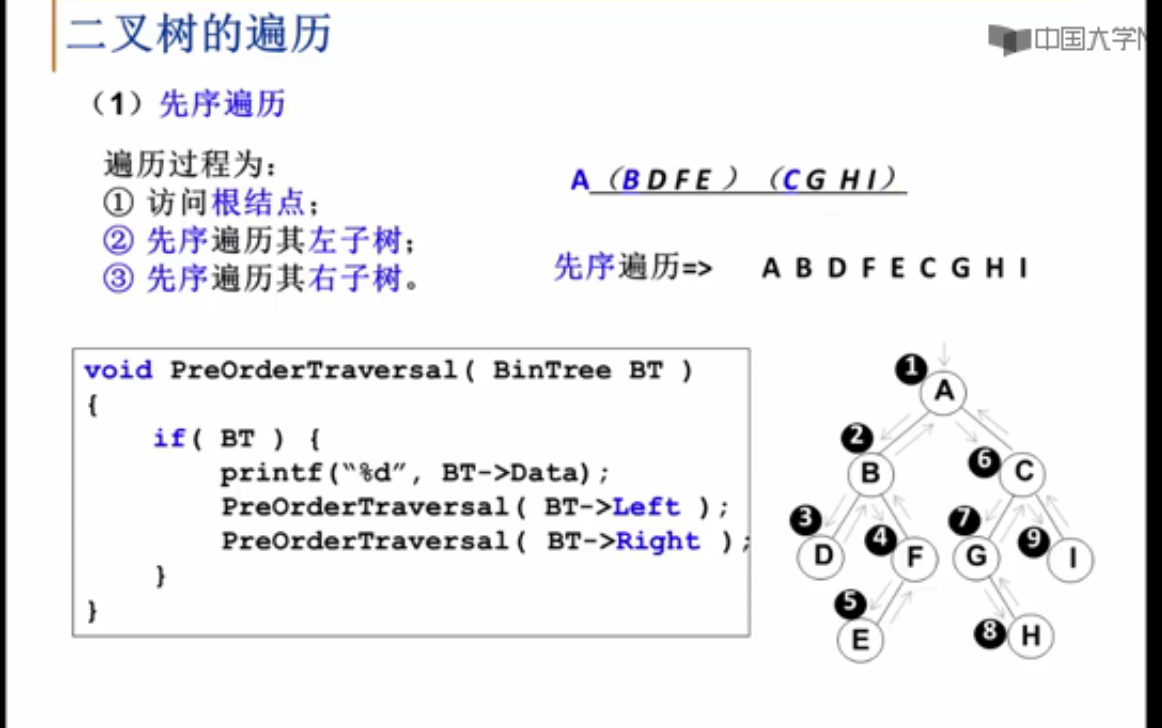 二叉树的遍历
中国大学
（1）先序遍历
遍历过程为：
① 访问根结点；
② 先序遍历其左子树；
③ 先序遍历其右子树。
A（B D F E ）（C G H I）
先序遍历=> A B D F E C G H I
void PreOrderTraversal( BinTree BT )
{
if( BT ) {
printf(“%d”, BT->Data);
PreOrderTraversal( BT->Left );
PreOrderTraversal( BT->Right );
}
}
1 A
2 B 6 C
3 D 4 F 7 G 9 I
5 E 8 H